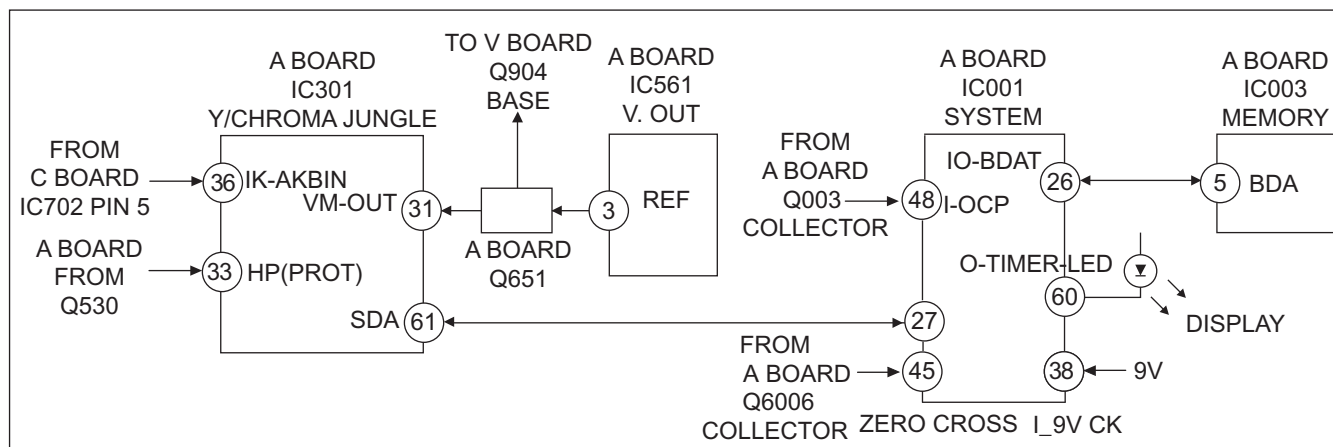 A BOARD
IC301
Y/CHROMA JUNGLE
TO V BOARD
Q904
BASE
A BOARD
IC561
V. OUT
A BOARD
IC001
SYSTEM
A BOARD
IC003
MEMORY
FROM
C BOARD
IC702 PIN 5
36
IK-AKBIN
VM-OUT
31
A BOARD
Q651
3
REF
A BOARD
FROM
Q530
33
HP(PROT)
SDA
61
FROM
A BOARD
Q003
COLLECTOR
48
I-OCP
IO-BDAT
26
5
BDA
O-TIMER-LED
60
DISPLAY
27
FROM
A BOARD
Q6006
COLLECTOR
45
ZERO CROSS
38
9V
I_9V CK